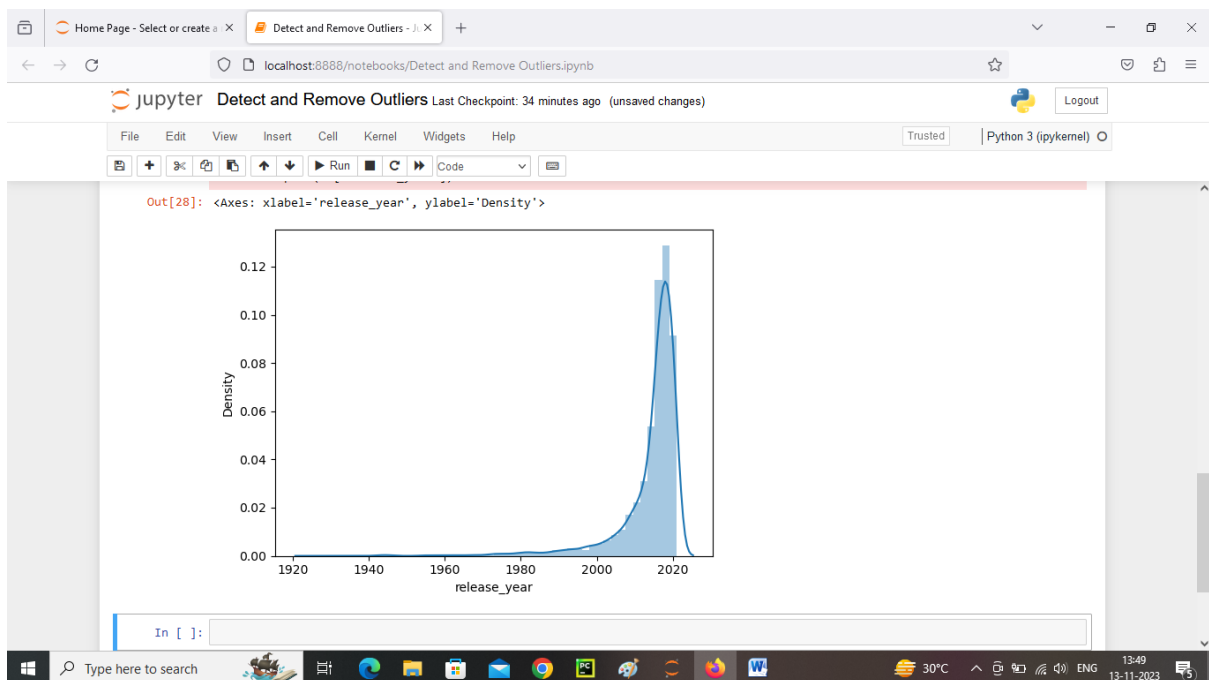 Home Page - Select or create a
Detect and Remove Outliers - Ju
localhost:8888/notebooks/Detect and Remove Outliers.ipynb
jupyter Detect and Remove Outliers Last Checkpoint: 34 minutes ago (unsaved changes)
Logout
File Edit View Insert Cell Kernel Widgets Help
Trusted
Python 3 (ipykernel)
Run
Code
Out[28]: <Axes: xlabel='release_year', ylabel='Density'>
0.12
0.10
0.08
0.06
0.04
0.02
0.00
Density
1920 1940 1960 1980 2000 2020
release_year
In [ ]:
Type here to search
PC
W
30°C
ENG
13:49
13-11-2023
5